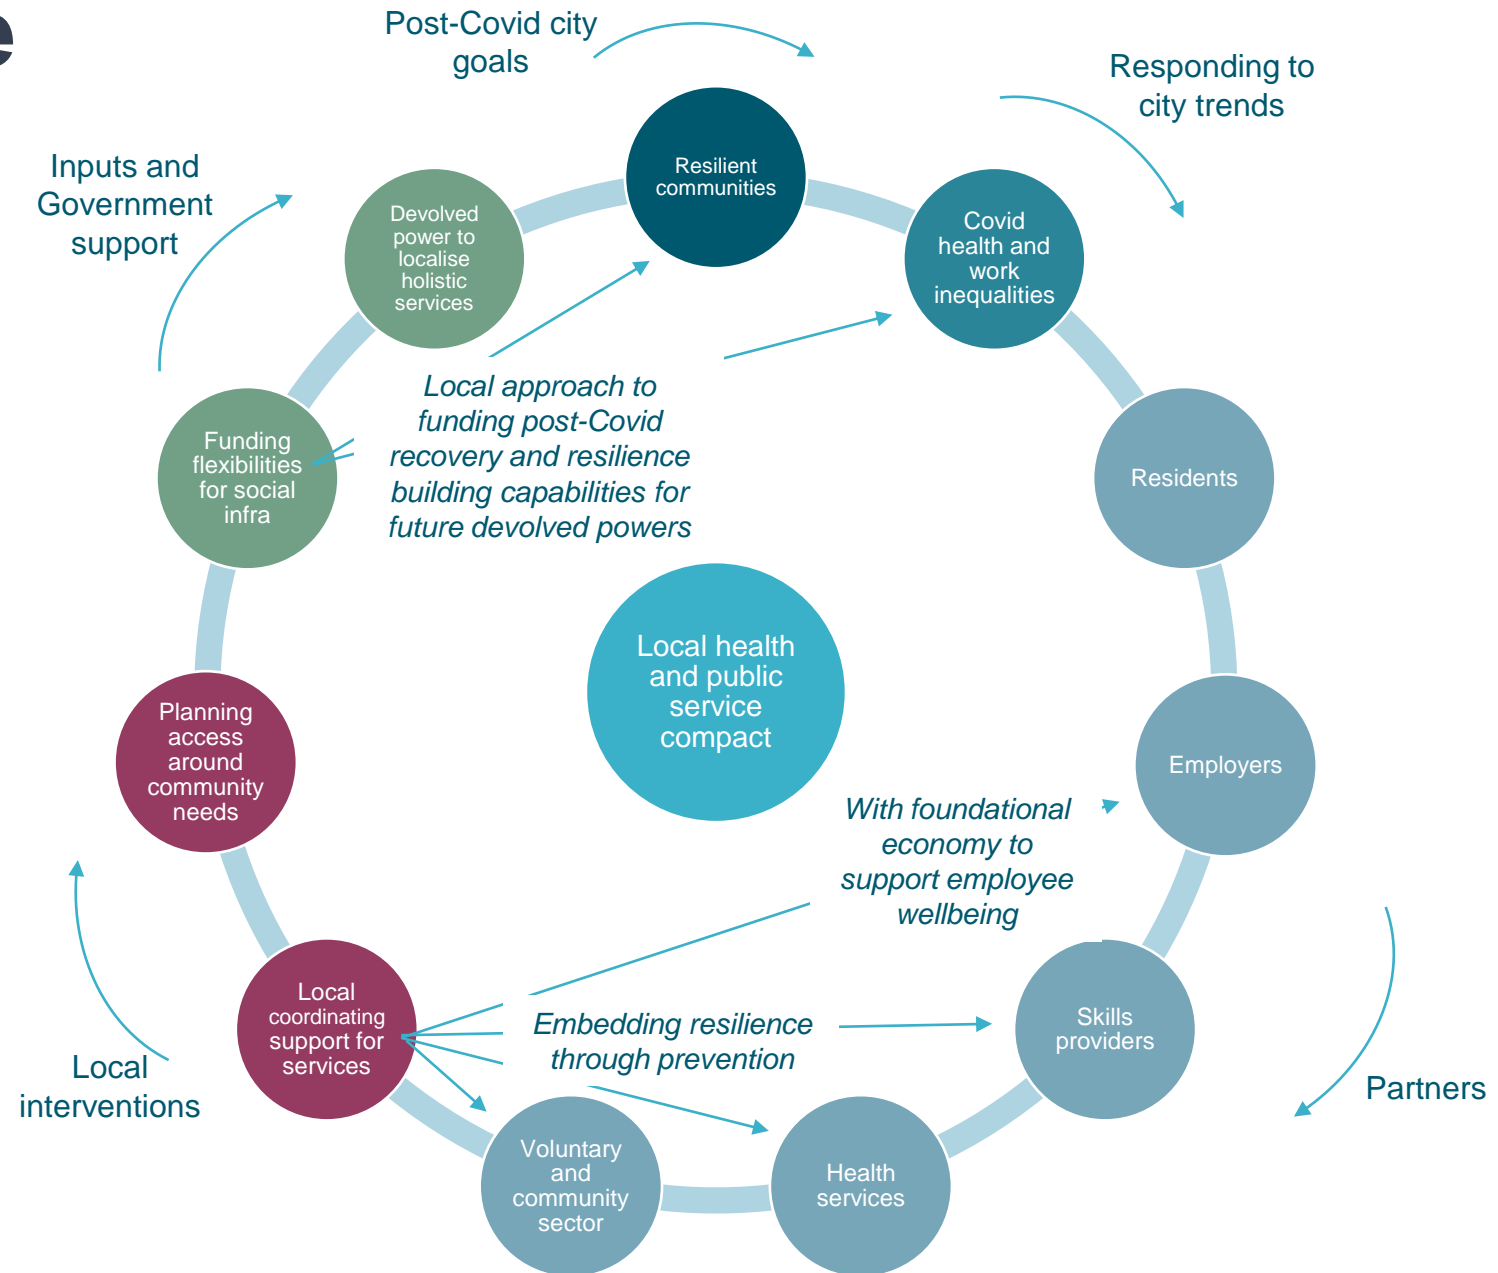 e
Post-Covid city
goals
Responding to
city trends
Inputs and
Government
support
Resilient
communities
Devolved
power to
localise
holistic
services
Covid
health and
work
inequalities
Local approach to
funding post-Covid
recovery and resilience
building capabilities for
future devolved powers
Funding
flexibilities
for social
infra
Residents
Local health
and public
service
compact
Planning
access
around
community
needs
Employers
With foundational
economy to
support employee
wellbeing
Local
coordinating
support for
services
Embedding resilience
through prevention
Skills
providers
Local
interventions
Partners
Voluntary
and
community
sector
Health
services